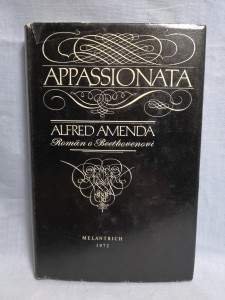 APPASSIONATA
ALFRED AMENDA
Román o Beethovenovi
MELANTRICH
1972